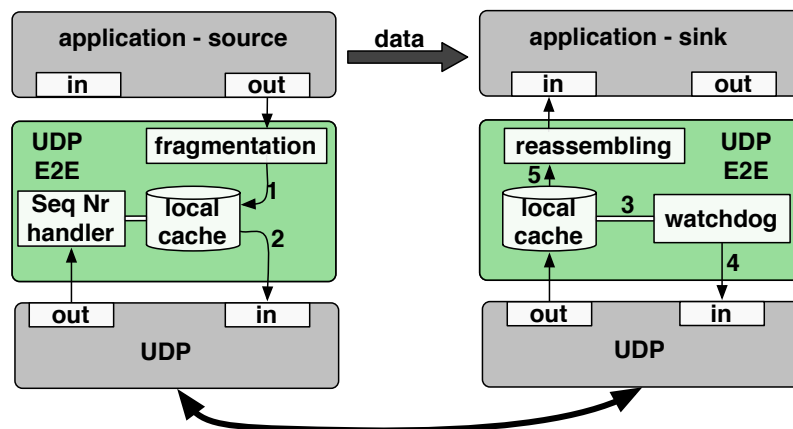 application - source
in
out
data
application - sink
in
out
UDP
E2E
fragmentation
1
Seq Nr
handler
local
cache
2
out
in
UDP
reassembling
UDP
E2E
5
local
cache
3
watchdog
4
out
in
UDP